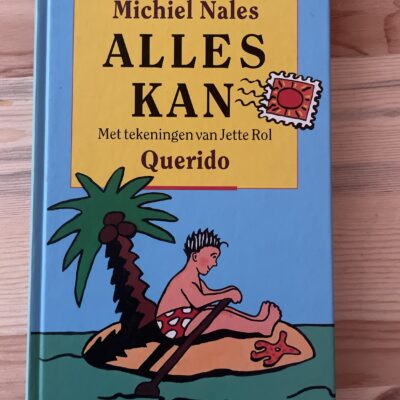 Michiel Nales
ALLES
KAN
Met tekeningen van Jette Rol
Querido